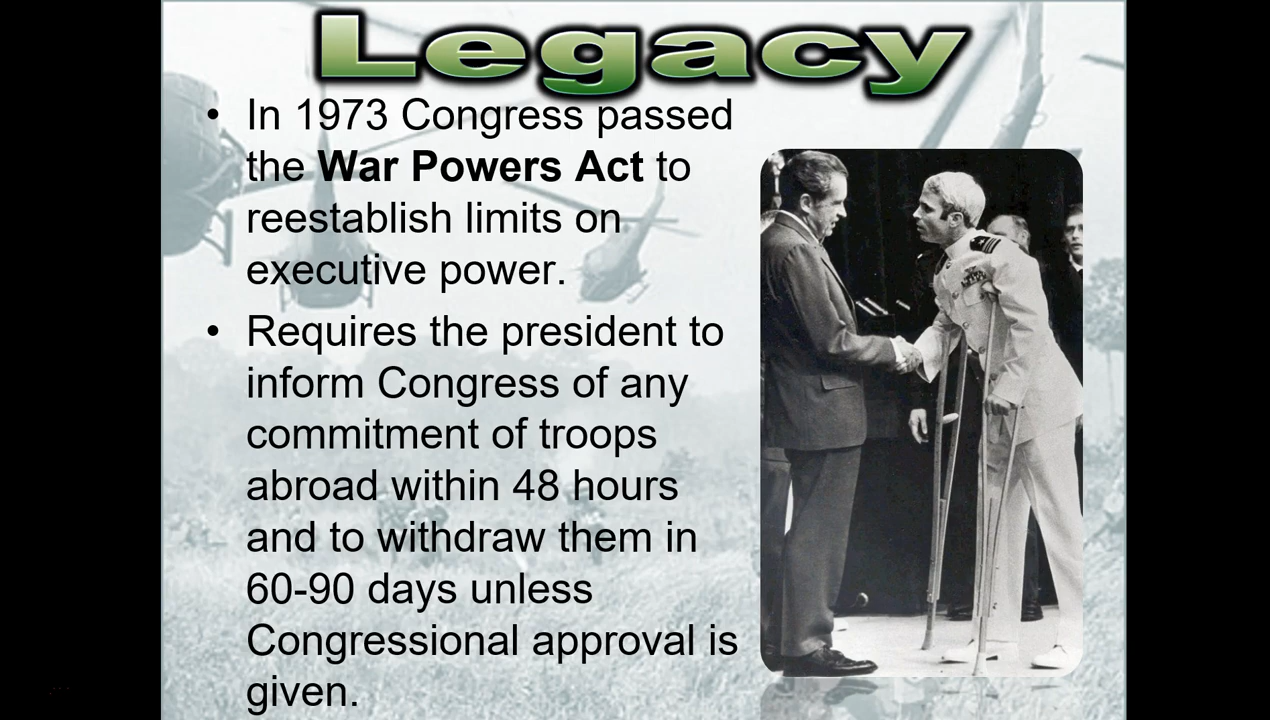 Legacy
• In 1973 Congress passed
the War Powers Act to
reestablish limits on
executive power.
• Requires the president to
inform Congress of any
commitment of troops
abroad within 48 hours
and to withdraw them in
60-90 days unless
Congressional approval is
given.